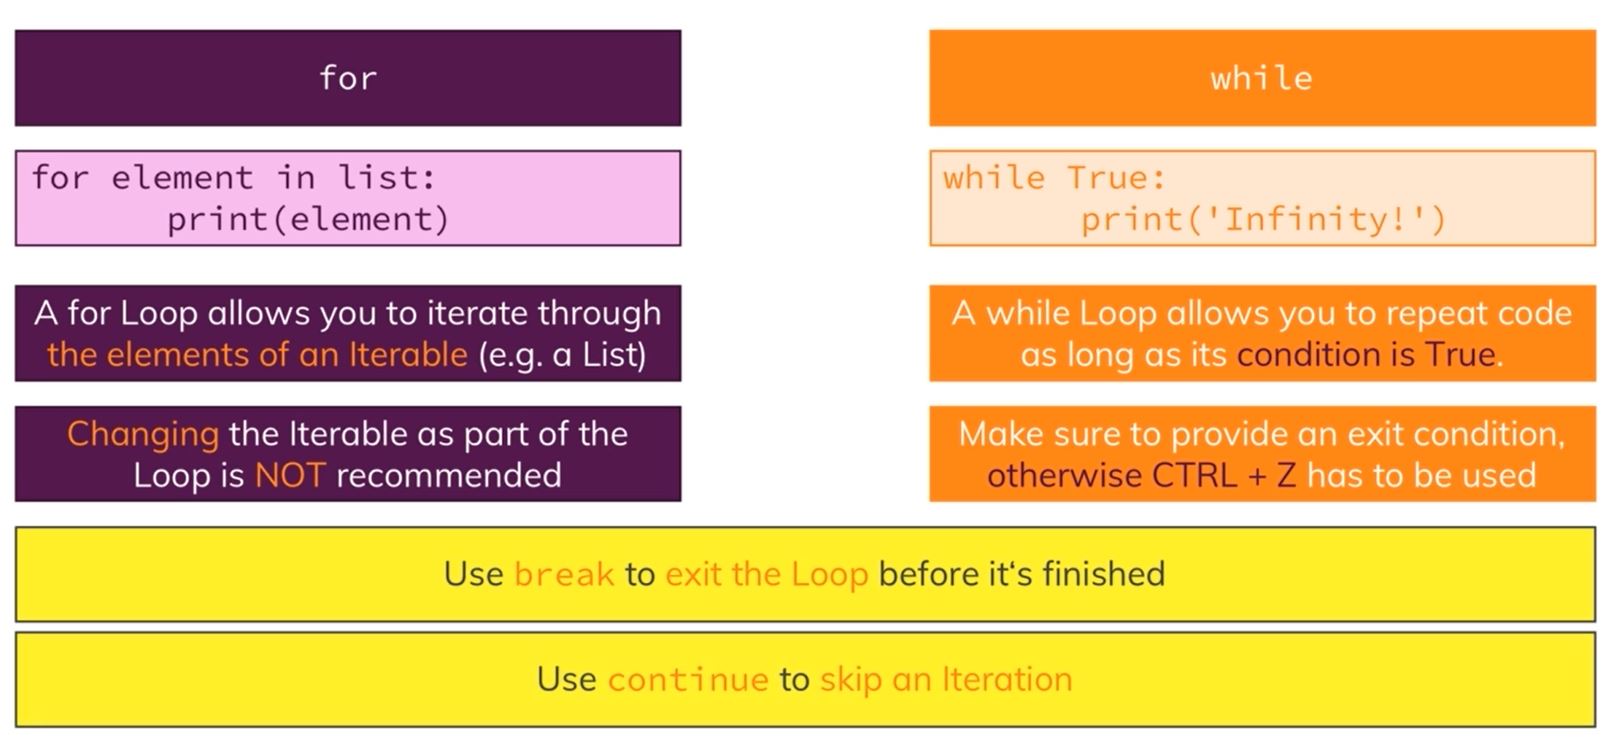 for
for element in list:
print(element)
A for Loop allows you to iterate through
the elements of an Iterable (e.g. a List)
Changing the Iterable as part of the
Loop is NOT recommended
while
while True:
print('Infinity!')
A while Loop allows you to repeat code
as long as its condition is True.
Make sure to provide an exit condition,
otherwise CTRL + Z has to be used
Use break to exit the Loop before it‘s finished
Use continue to skip an Iteration